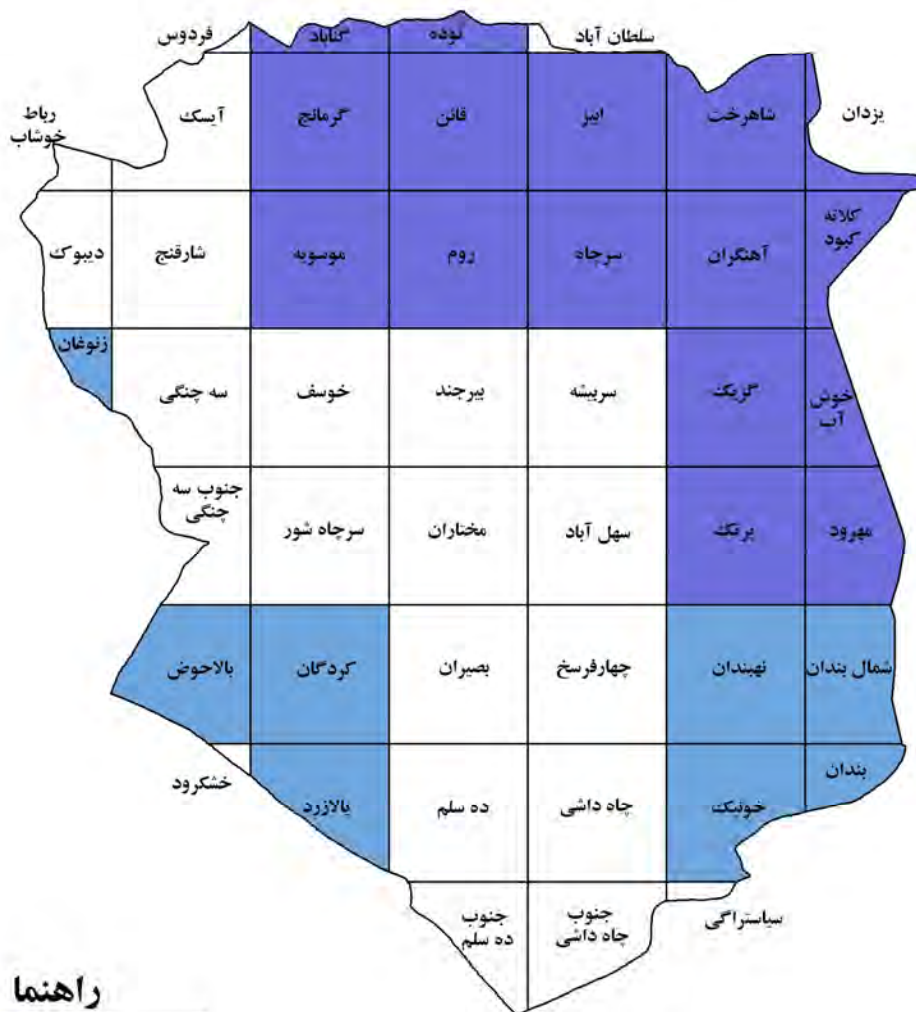 فردوس
گناباد
نوده
سلطان آباد
رباط
خوشاب
آیسک
گرمانج
قائن
ابیز
شاهرخت
یزدان
دیبوک
شارقنج
موسویه
روم
سرچاه
آهنگران
کلاته
کبود
زنوغان
سه چنگی
خوسف
بیرجند
سربیشه
گزیک
خوش
آب
جنوب سه
چنگی
سرچاه شور
مختاران
سهل آباد
پرنک
مهرود
بالاحوض
کردگان
بصیران
چهارفرسخ
نهبندان
شمال بندان
خشکرود
بالازرد
ده سلم
چاه داشی
خونیک
بندان
جنوب
ده سلم
جنوب
چاه داشی
سیاستراگی
راهنما